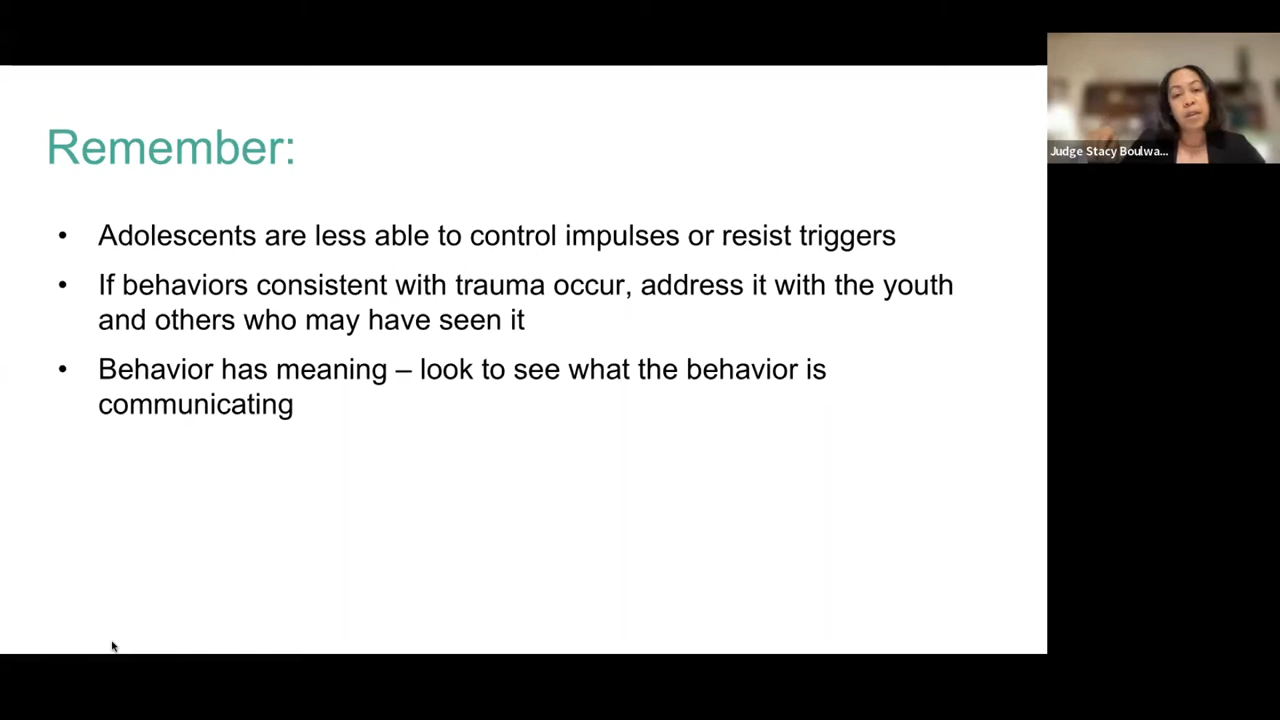 Remember:
• Adolescents are less able to control impulses or resist triggers
• If behaviors consistent with trauma occur, address it with the youth
and others who may have seen it
• Behavior has meaning – look to see what the behavior is
communicating
Judge Stacy Boulwa...